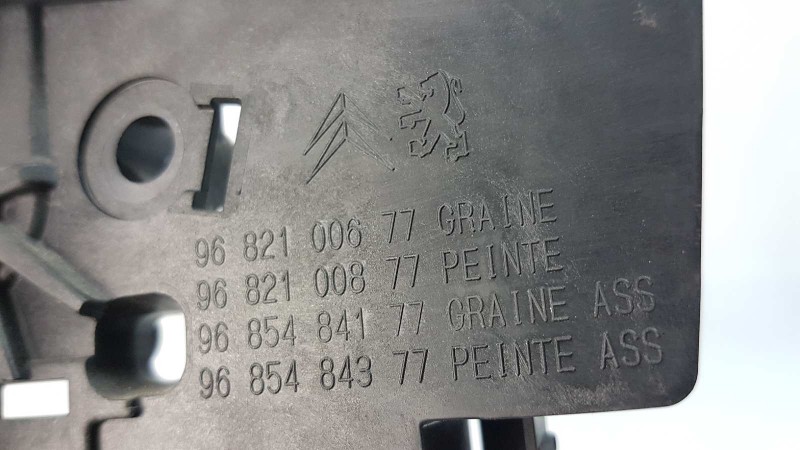 96 821 006 77 GRAINE
96 821 008 77 PEINTE
96 854 841 77 GRAINE ASS
96 854 843 77 PEINTE ASS